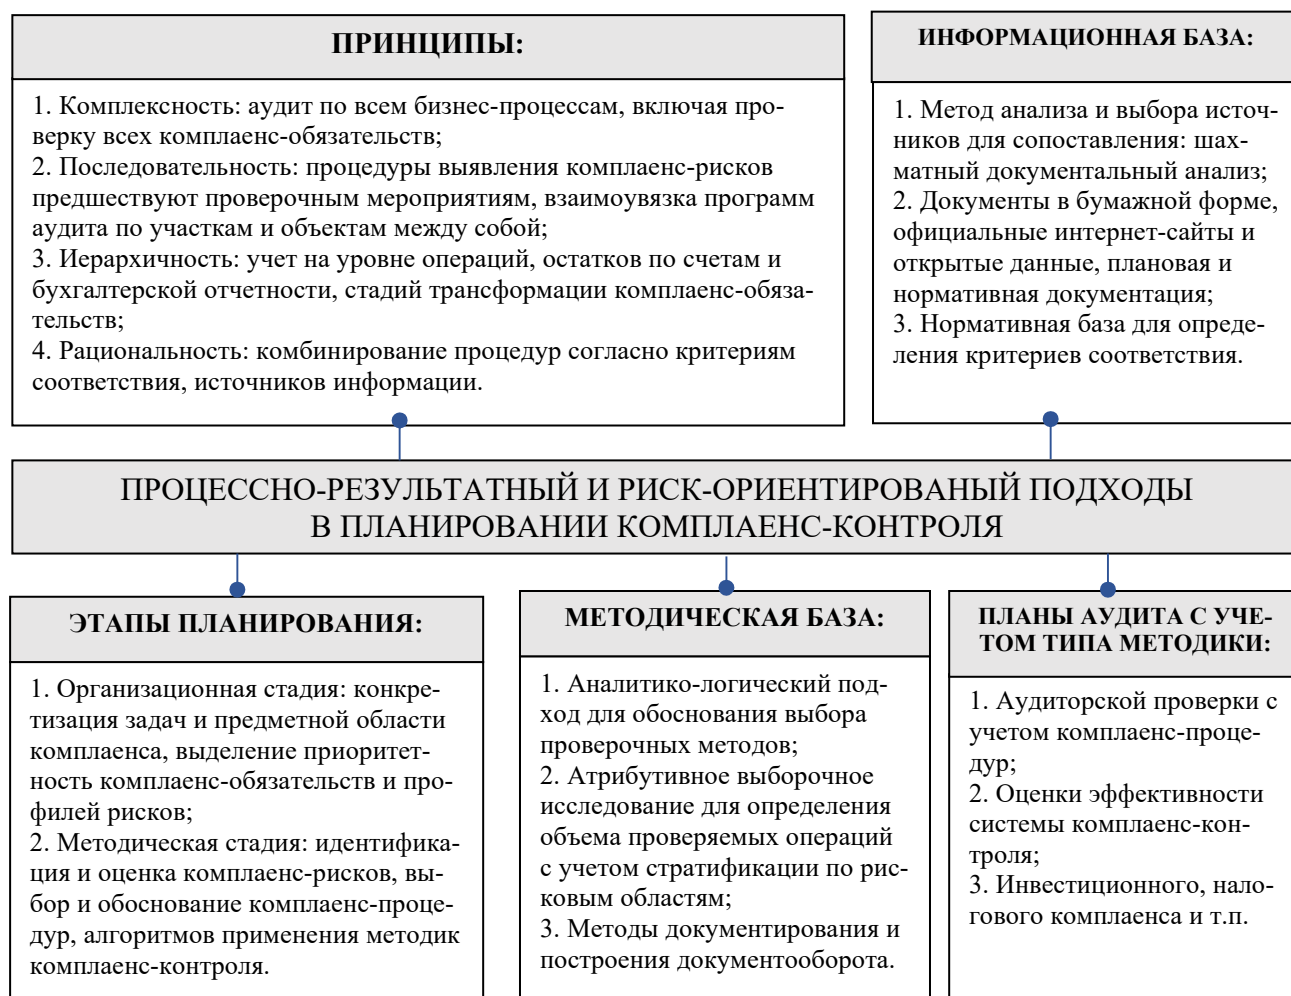 ПРИНЦИПЫ:
1. Комплексность: аудит по всем бизнес-процессам, включая про-
верку всех комплаенс-обязательств;
2. Последовательность: процедуры выявления комплаенс-рисков
предшествуют проверочным мероприятиям, взаимоувязка программ
аудита по участкам и объектам между собой;
3. Иерархичность: учет на уровне операций, остатков по счетам и
бухгалтерской отчетности, стадий трансформации комплаенс-обяза-
тельств;
4. Рациональность: комбинирование процедур согласно критериям
соответствия, источников информации.
ИНФОРМАЦИОННАЯ БАЗА:
1. Метод анализа и выбора источ-
ников для сопоставления: шах-
матный документальный анализ;
2. Документы в бумажной форме,
официальные интернет-сайты и
открытые данные, плановая и
нормативная документация;
3. Нормативная база для опреде-
ления критериев соответствия.
ПРОЦЕССНО-РЕЗУЛЬТАТНЫЙ И РИСК-ОРИЕНТИРОВАНЫЙ ПОДХОДЫ
В ПЛАНИРОВАНИИ КОМПЛАЕНС-КОНТРОЛЯ
ЭТАПЫ ПЛАНИРОВАНИЯ:
1. Организационная стадия: конкре-
тизация задач и предметной области
комплаенса, выделение приоритет-
ность комплаенс-обязательств и про-
филей рисков;
2. Методическая стадия: идентифика-
ция и оценка комплаенс-рисков, вы-
бор и обоснование комплаенс-проце-
дур, алгоритмов применения методик
комплаенс-контроля.
МЕТОДИЧЕСКАЯ БАЗА:
1. Аналитико-логический под-
ход для обоснования выбора
проверочных методов;
2. Атрибутивное выборочное
исследование для определения
объема проверяемых операций
с учетом стратификации по рис-
ковым областям;
3. Методы документирования и
построения документооборота.
ПЛАНЫ АУДИТА С УЧЕ-
ТОМ ТИПА МЕТОДИКИ:
1. Аудиторской проверки с
учетом комплаенс-проце-
дур;
2. Оценки эффективности
системы комплаенс-кон-
троля;
3. Инвестиционного, нало-
гового комплаенса и т.п.